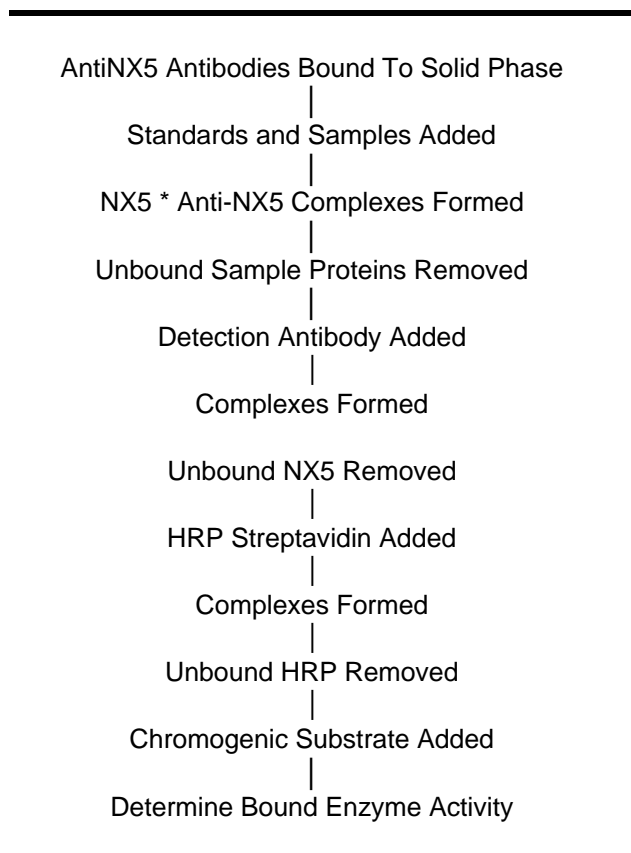 AntiNX5 Antibodies Bound To Solid Phase
Standards and Samples Added
NX5 * Anti-NX5 Complexes Formed
Unbound Sample Proteins Removed
Detection Antibody Added
Complexes Formed
Unbound NX5 Removed
HRP Streptavidin Added
Complexes Formed
Unbound HRP Removed
Chromogenic Substrate Added
Determine Bound Enzyme Activity